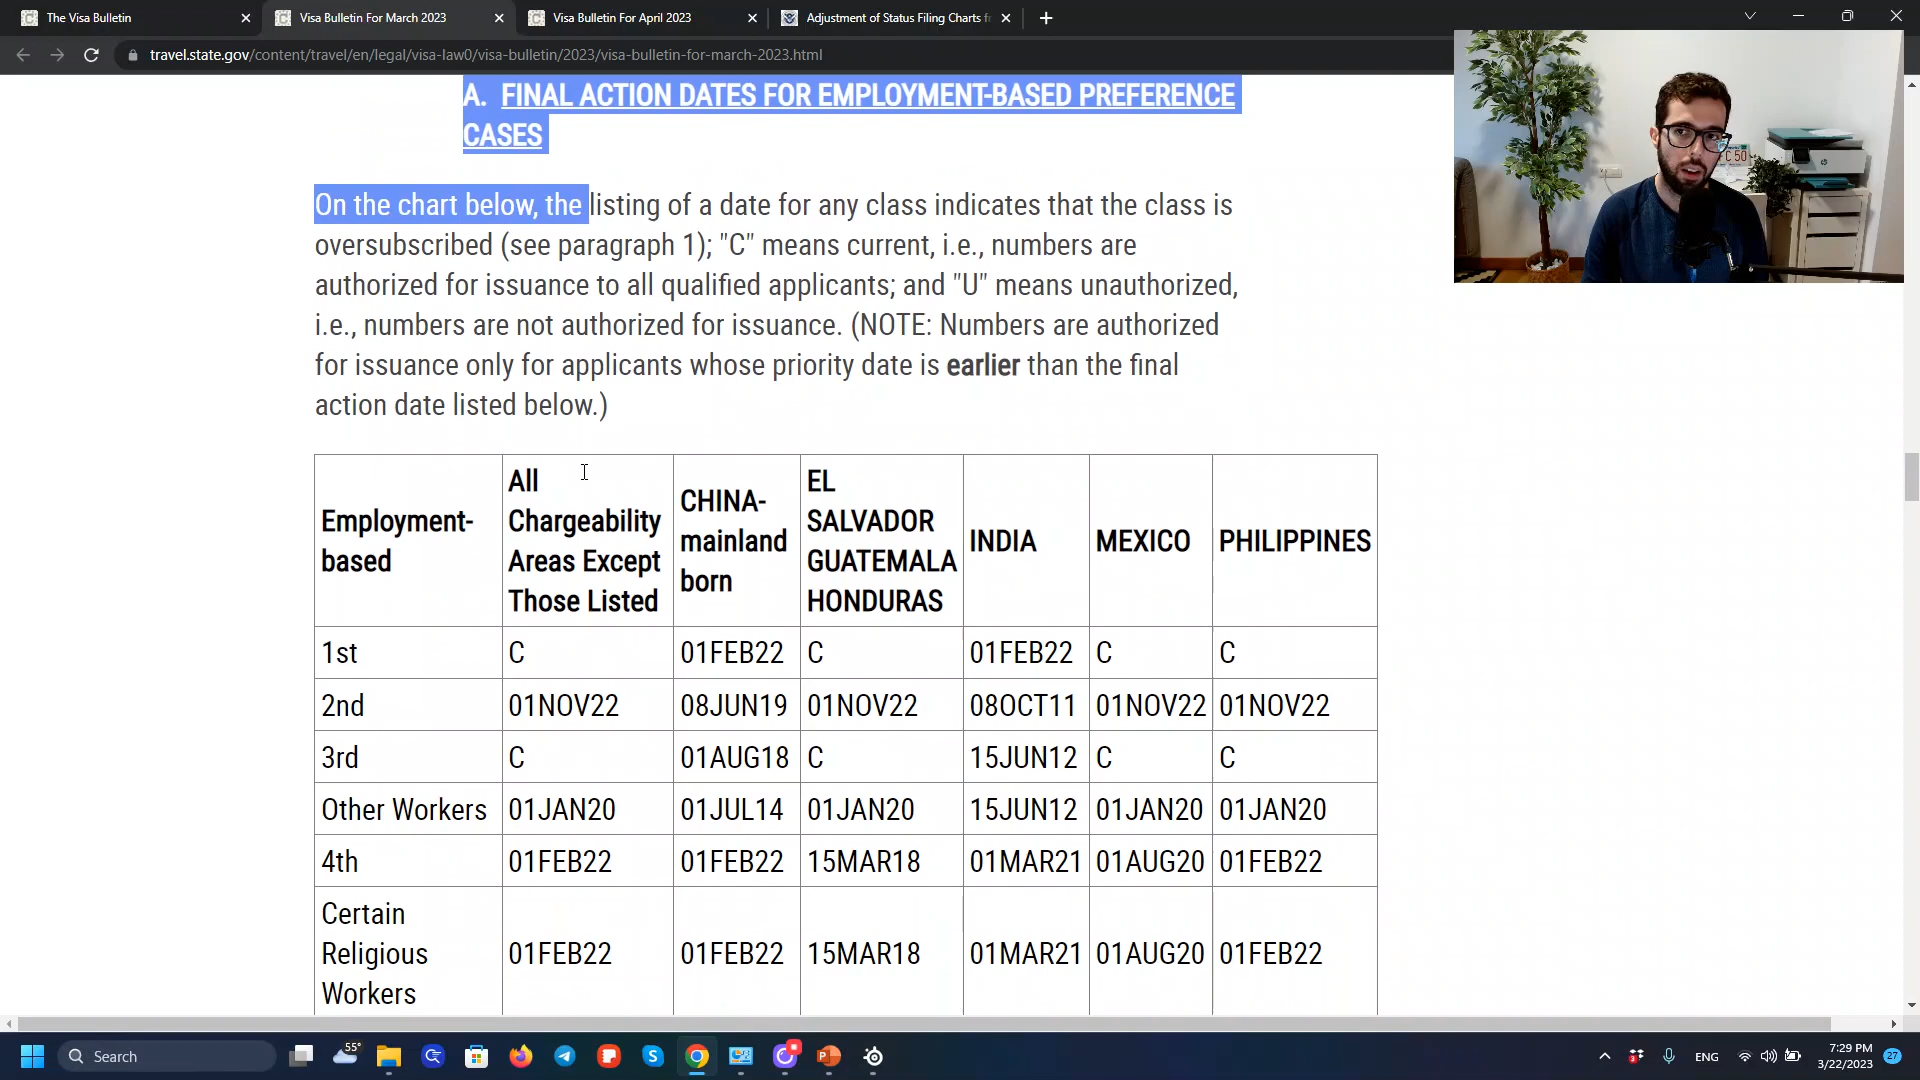 The Visa Bulletin
Visa Bulletin For March 2023
Visa Bulletin For April 2023
Adjustment of Status Filing Charts f
travel.state.gov/content/travel/en/legal/visa-law0/visa-bulletin/2023/visa-bulletin-for-march-2023.html
A. FINAL ACTION DATES FOR EMPLOYMENT-BASED PREFERENCE
CASES
On the chart below, the listing of a date for any class indicates that the class is
oversubscribed (see paragraph 1); "C" means current, i.e., numbers are
authorized for issuance to all qualified applicants; and "U" means unauthorized,
i.e., numbers are not authorized for issuance. (NOTE: Numbers are authorized
for issuance only for applicants whose priority date is earlier than the final
action date listed below.)
Employment-
based
All
Chargeability
Areas Except
Those Listed
CHINA-
mainland
born
EL
SALVADOR
GUATEMALA
HONDURAS
INDIA
MEXICO
PHILIPPINES
1st C 01FEB22 C 01FEB22 C C
2nd 01NOV22 08JUN19 01NOV22 08OCT11 01NOV22 01NOV22
3rd C 01AUG18 C 15JUN12 C C
Other Workers 01JAN20 01JUL14 01JAN20 15JUN12 01JAN20 01JAN20
4th 01FEB22 01FEB22 15MAR18 01MAR21 01AUG20 01FEB22
Certain
Religious
Workers
01FEB22 01FEB22 15MAR18 01MAR21 01AUG20 01FEB22
Search
55°
ENG
7:29 PM
3/22/2023
27